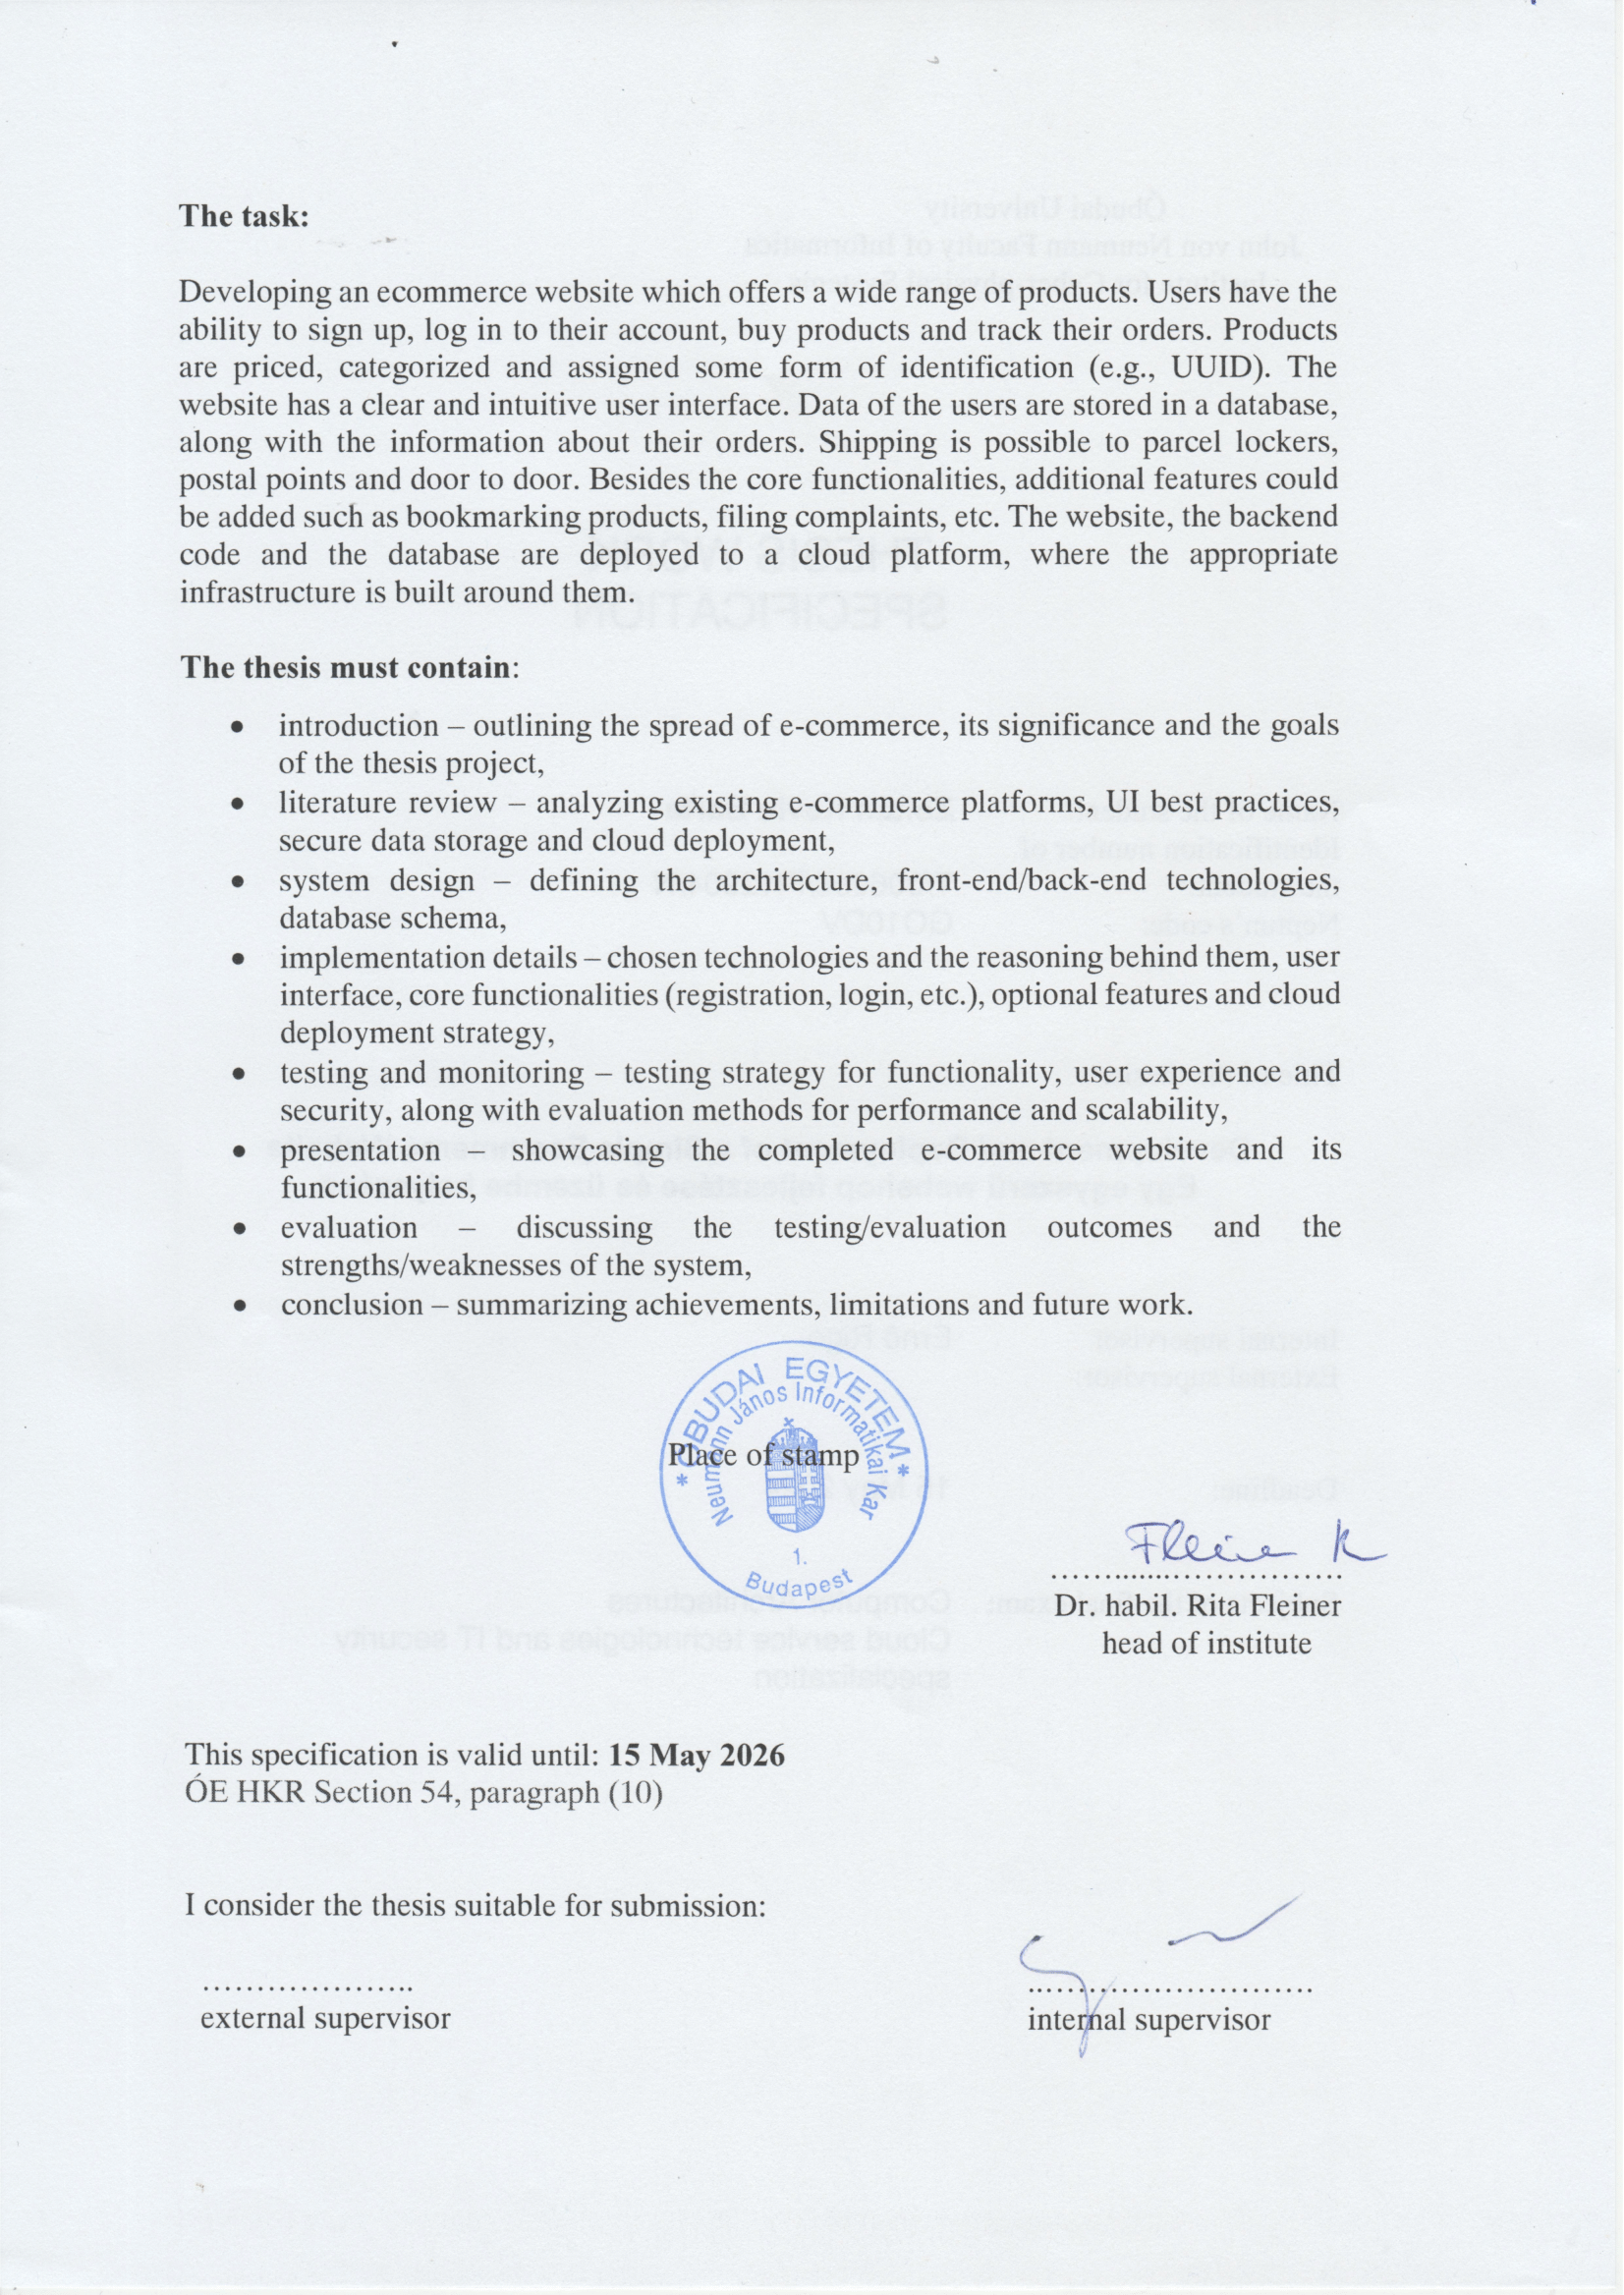 The task:
Developing an ecommerce website which offers a wide range of products. Users have the
ability to sign up, log in to their account, buy products and track their orders. Products
are priced, categorized and assigned some form of identification (e.g., UUID). The
website has a clear and intuitive user interface. Data of the users are stored in a database,
along with the information about their orders. Shipping is possible to parcel lockers,
postal points and door to door. Besides the core functionalities, additional features could
be added such as bookmarking products, filing complaints, etc. The website, the backend
code and the database are deployed to a cloud platform, where the appropriate
infrastructure is built around them.
The thesis must contain:
• introduction – outlining the spread of e-commerce, its significance and the goals
of the thesis project,
• literature review – analyzing existing e-commerce platforms, UI best practices,
secure data storage and cloud deployment,
• system design – defining the architecture, front-end/back-end technologies,
database schema,
• implementation details – chosen technologies and the reasoning behind them, user
interface, core functionalities (registration, login, etc.), optional features and cloud
deployment strategy,
• testing and monitoring – testing strategy for functionality, user experience and
security, along with evaluation methods for performance and scalability,
• presentation – showcasing the completed e-commerce website and its
functionalities,
• evaluation – discussing the testing/evaluation outcomes and the
strengths/weaknesses of the system,
• conclusion – summarizing achievements, limitations and future work.
* ÓBUDAI EGYETEM *
Neumann János Informatikai Kar
Place of stamp
1.
Budapest
Fleiner R
...........................
Dr. habil. Rita Fleiner
head of institute
This specification is valid until: 15 May 2026
ÓE HKR Section 54, paragraph (10)
I consider the thesis suitable for submission:
.................... ...........................
external supervisor internal supervisor